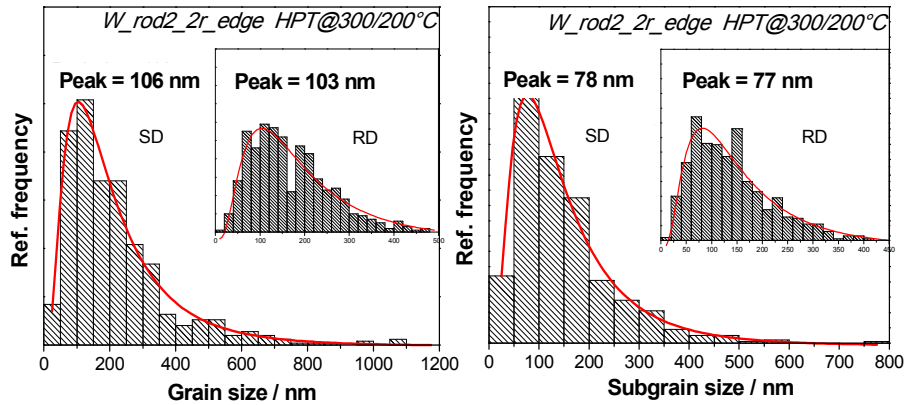 W_rod2_2r_edge HPT@300/200°C
Peak = 106 nm
Peak = 103 nm
SD
RD
0 100 200 300 400 500
Ref. frequency
0 200 400 600 800 1000 1200
Grain size / nm
W_rod2_2r_edge HPT@300/200°C
Peak = 78 nm
Peak = 77 nm
SD
RD
0 50 100 150 200 250 300 350 400 450
Ref. frequency
0 100 200 300 400 500 600 700 800
Subgrain size / nm